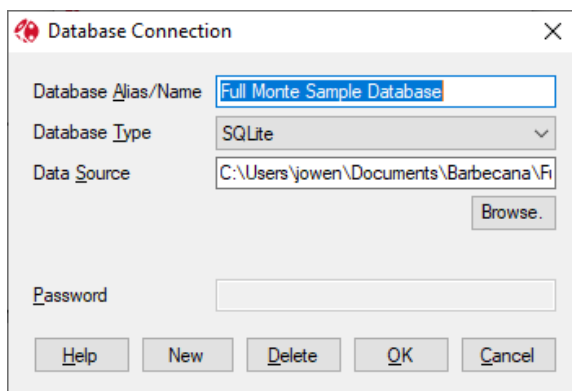 Database Connection
Database Alias/Name Full Monte Sample Database
Database Type SQLite
Data Source C:\Users\jowen\Documents\Barbecana\Fu
Browse.
Password
Help New Delete OK Cancel